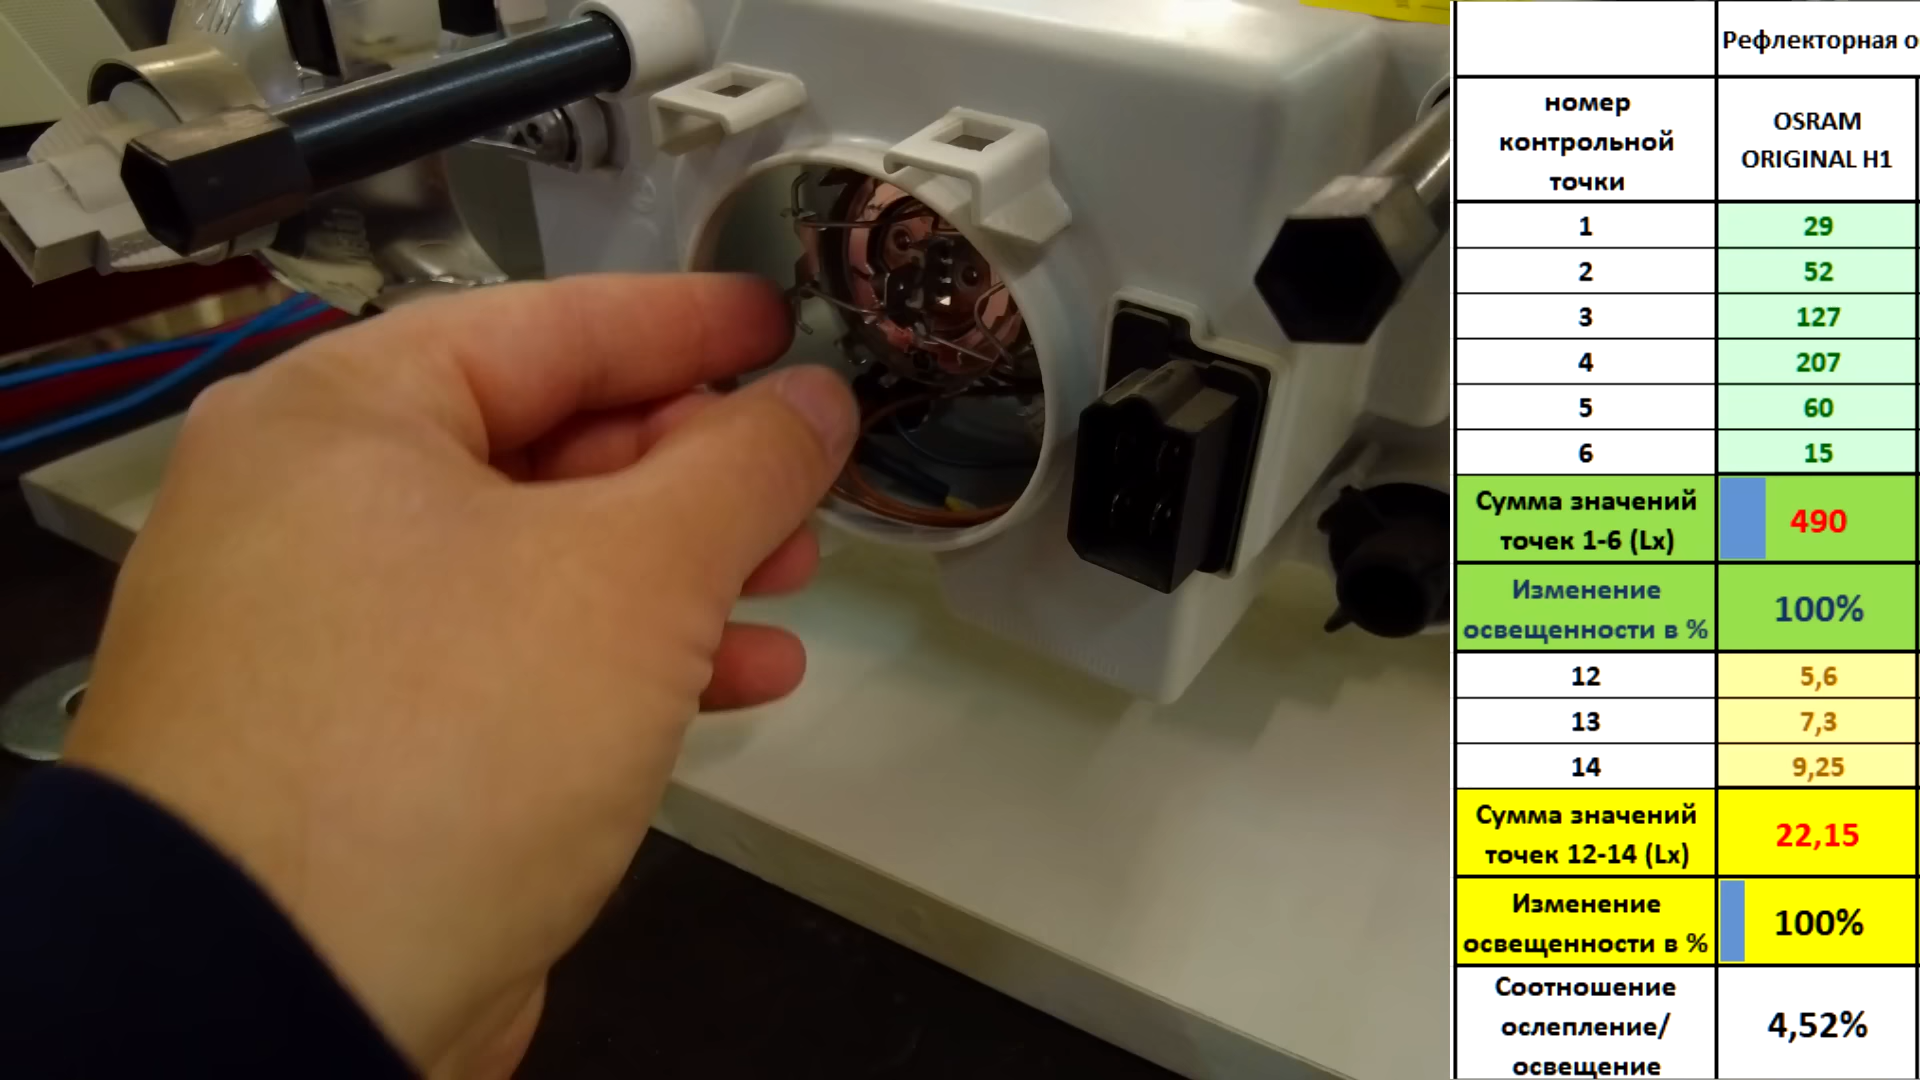 Рефлекторная о
номер
контрольной
точки
OSRAM
ORIGINAL H1
1 29
2 52
3 127
4 207
5 60
6 15
Сумма значений
точек 1-6 (Lx)
490
Изменение
освещенности в %
100%
12 5,6
13 7,3
14 9,25
Сумма значений
точек 12-14 (Lx)
22,15
Изменение
освещенности в %
100%
Соотношение
ослепление/
освещение
4,52%